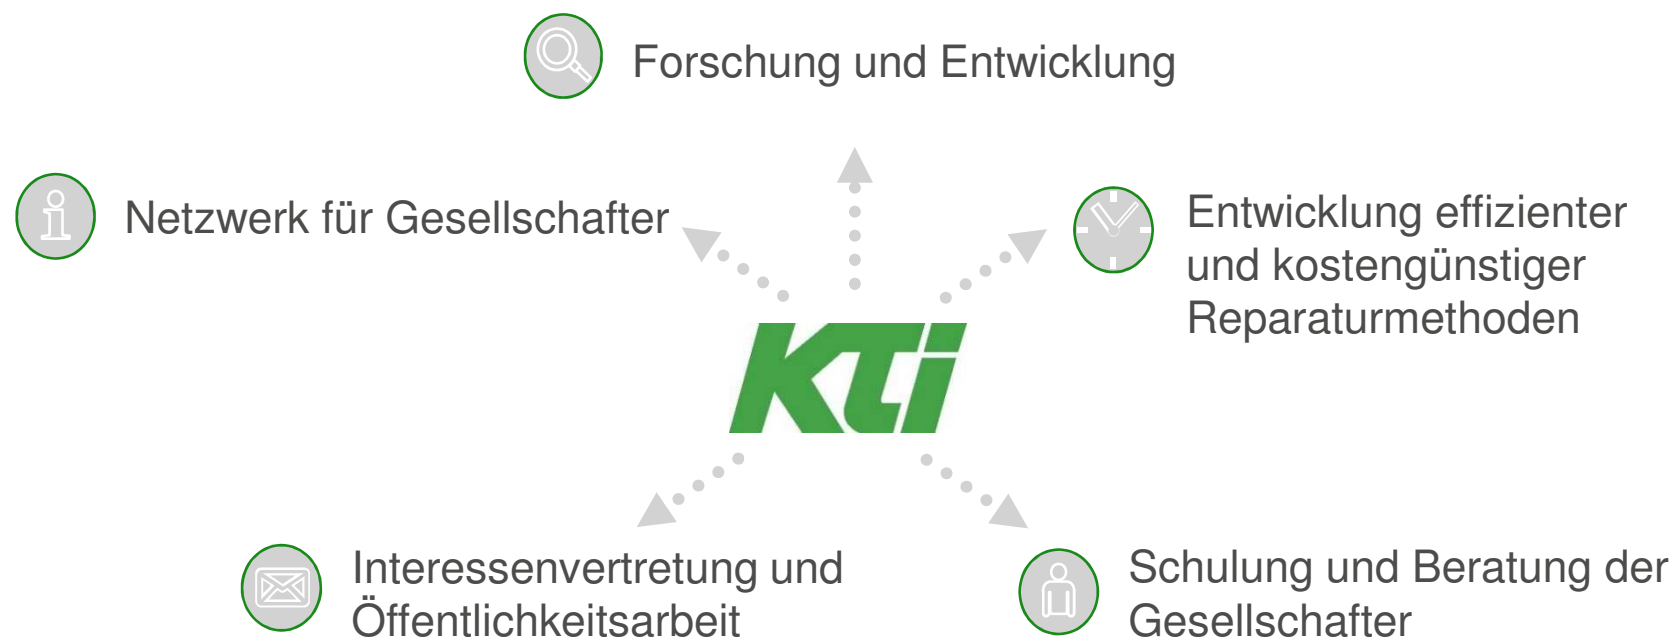 Forschung und Entwicklung
Netzwerk für Gesellschafter
Entwicklung effizienter
und kostengünstiger
Reparaturmethoden
KTi
Interessenvertretung und
Öffentlichkeitsarbeit
Schulung und Beratung der
Gesellschafter